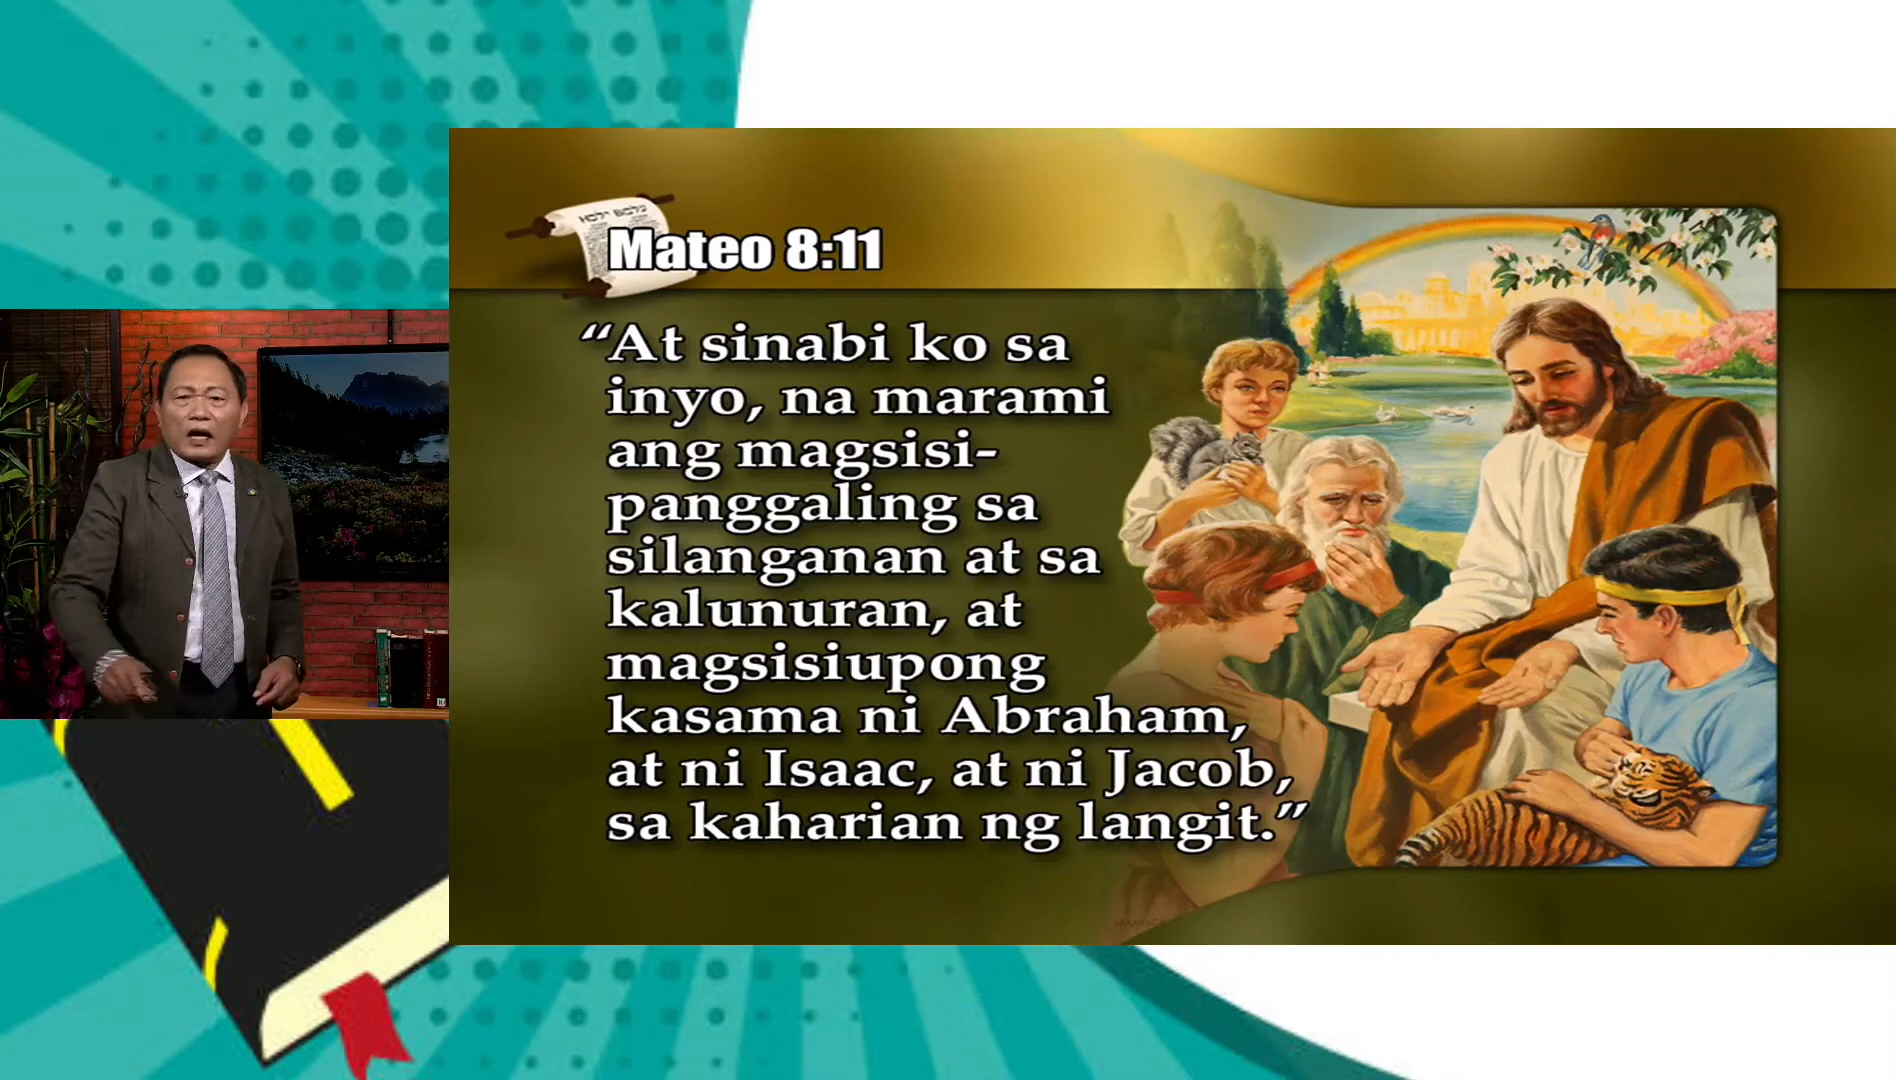 Mateo 8:11
“At sinabi ko sa
inyo, na marami
ang magsisi-
panggaling sa
silanganan at sa
kalunuran, at
magsisiupong
kasama ni Abraham,
at ni Isaac, at ni Jacob,
sa kaharian ng langit.”